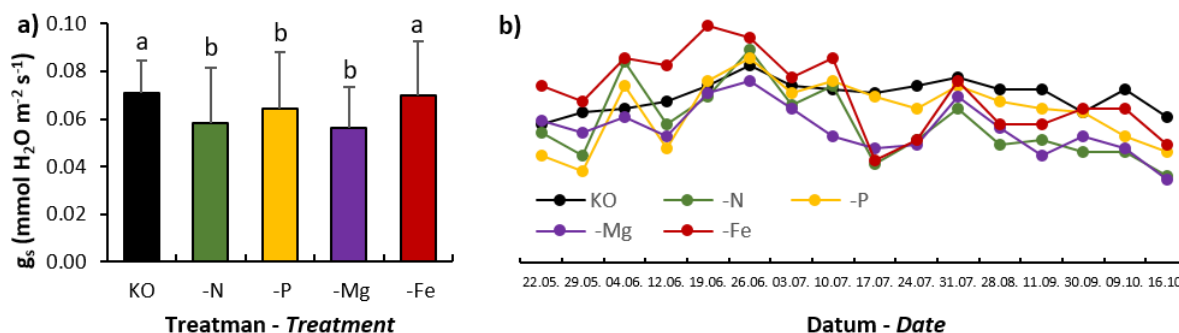 a)
g_s (mmol H₂O m⁻² s⁻¹)
0.10
0.08
0.06
0.04
0.02
0.00
a
b
b
b
a
KO
-N
-P
-Mg
-Fe
Treatman - Treatment
b)
KO
-N
-P
-Mg
-Fe
22.05. 29.05. 04.06. 12.06. 19.06. 26.06. 03.07. 10.07. 17.07. 24.07. 31.07. 28.08. 11.09. 30.09. 09.10. 16.10
Datum - Date